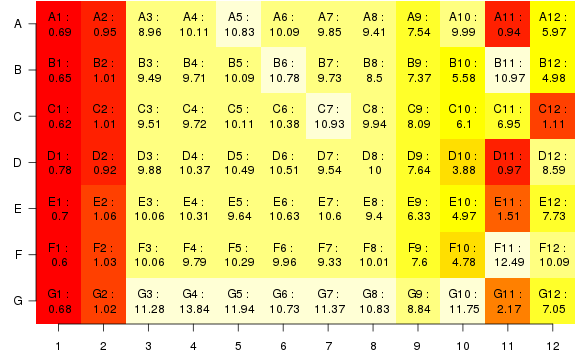 A A1 : A2 : A3 : A4 : A5 : A6 : A7 : A8 : A9 : A10 : A11 : A12 :
0.69 0.95 8.96 10.11 10.83 10.09 9.85 9.41 7.54 9.99 0.94 5.97
B B1 : B2 : B3 : B4 : B5 : B6 : B7 : B8 : B9 : B10 : B11 : B12 :
0.65 1.01 9.49 9.71 10.09 10.78 9.73 8.5 7.37 5.58 10.97 4.98
C C1 : C2 : C3 : C4 : C5 : C6 : C7 : C8 : C9 : C10 : C11 : C12 :
0.62 1.01 9.51 9.72 10.11 10.38 10.93 9.94 8.09 6.1 6.95 1.11
D D1 : D2 : D3 : D4 : D5 : D6 : D7 : D8 : D9 : D10 : D11 : D12 :
0.78 0.92 9.88 10.37 10.49 10.51 9.54 10 7.64 3.88 0.97 8.59
E E1 : E2 : E3 : E4 : E5 : E6 : E7 : E8 : E9 : E10 : E11 : E12 :
0.7 1.06 10.06 10.31 9.64 10.63 10.6 9.4 6.33 4.97 1.51 7.73
F F1 : F2 : F3 : F4 : F5 : F6 : F7 : F8 : F9 : F10 : F11 : F12 :
0.6 1.03 10.06 9.79 10.29 9.96 9.33 10.01 7.6 4.78 12.49 10.09
G G1 : G2 : G3 : G4 : G5 : G6 : G7 : G8 : G9 : G10 : G11 : G12 :
0.68 1.02 11.28 13.84 11.94 10.73 11.37 10.83 8.84 11.75 2.17 7.05
1 2 3 4 5 6 7 8 9 10 11 12